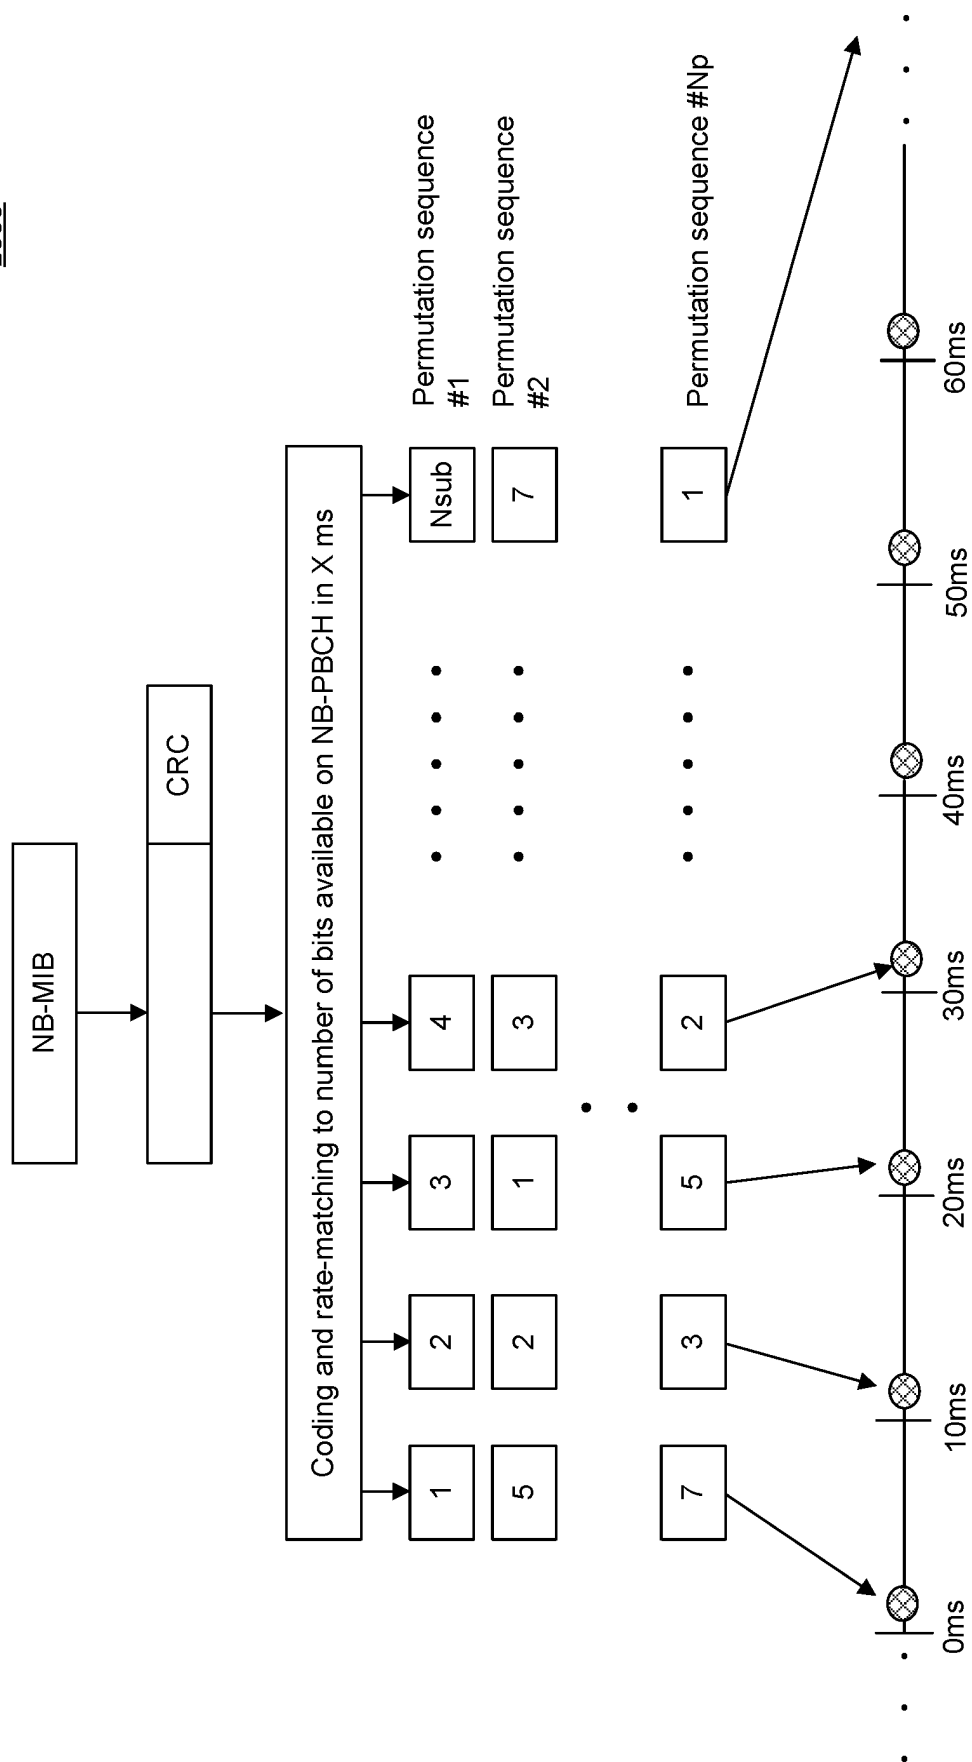 NB-MIB
CRC
Coding and rate-matching to number of bits available on NB-PBCH in X ms
1 2 3 4 Nsub
Permutation sequence
#1
5 2 1 3 7
Permutation sequence
#2
7 3 5 2 1
Permutation sequence #Np
0ms 10ms 20ms 30ms 40ms 50ms 60ms